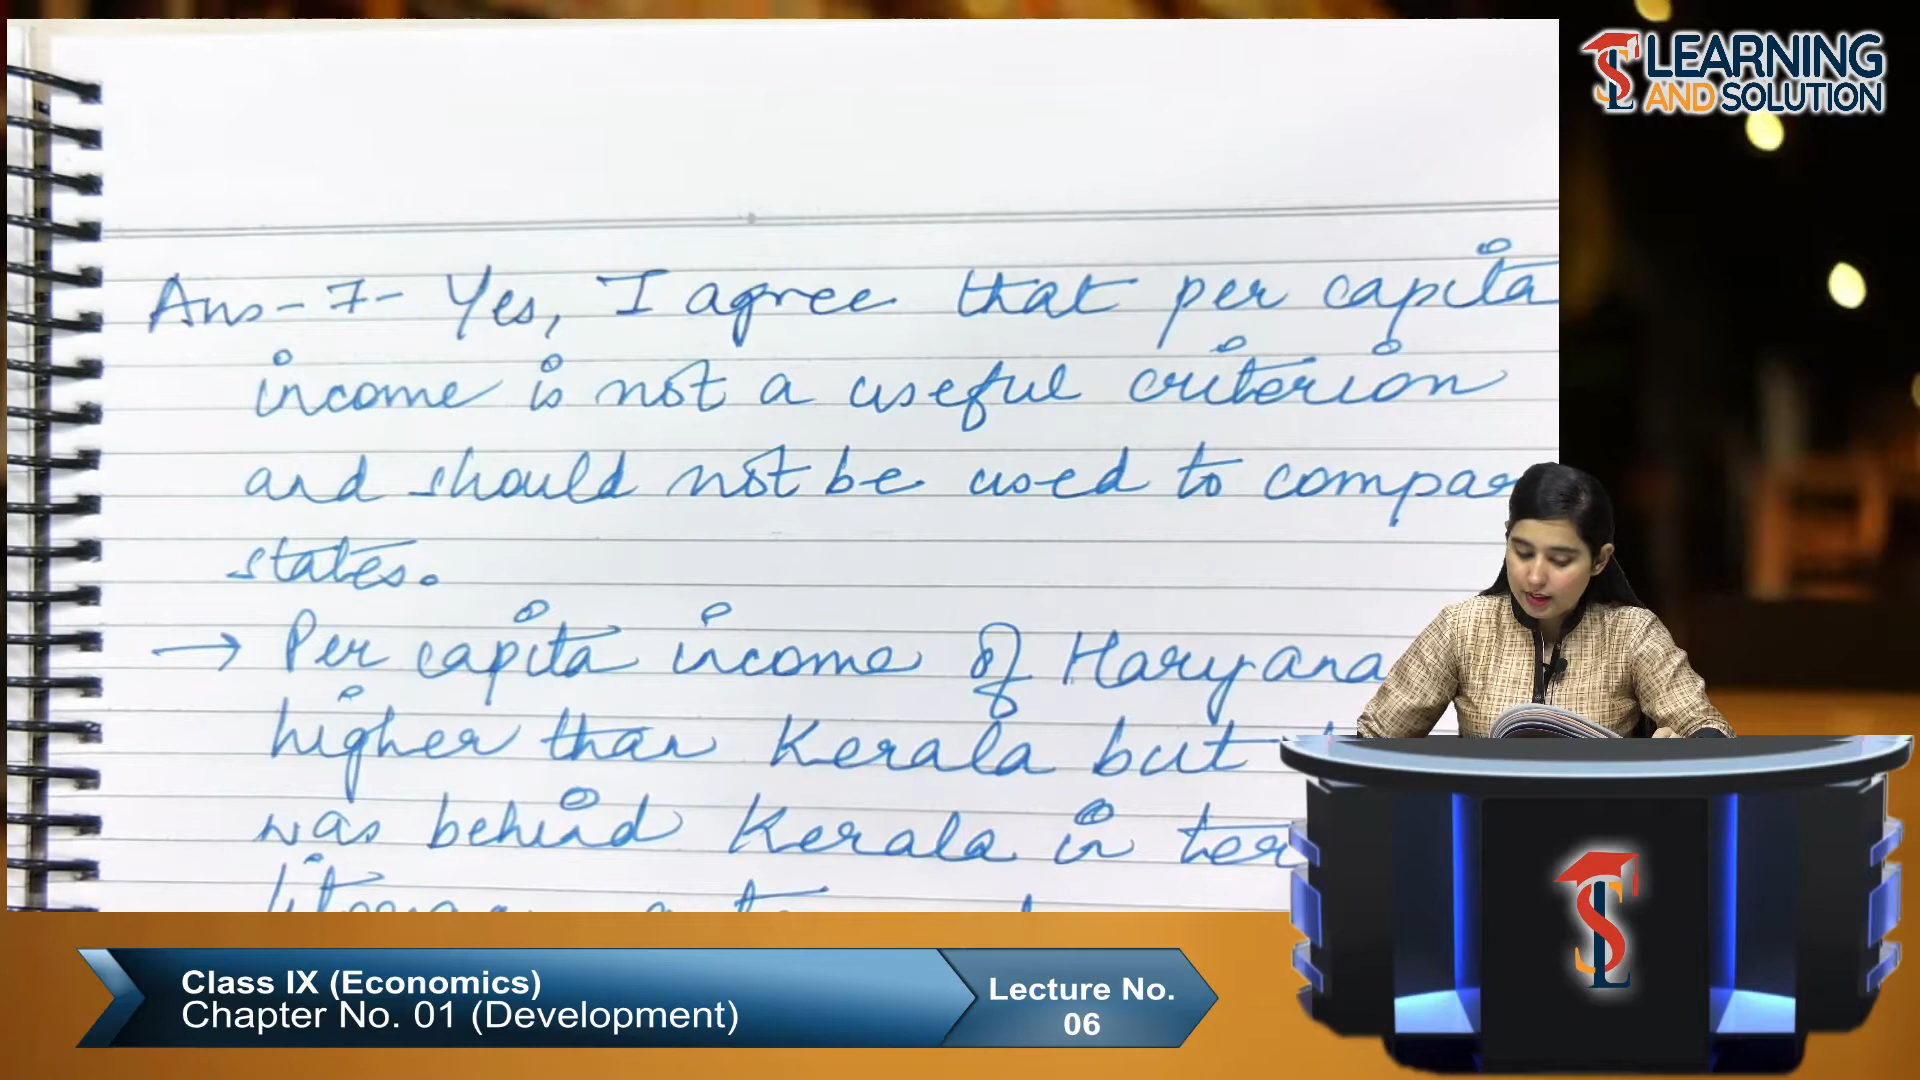 LEARNING
AND SOLUTION
Ans-7- Yes, I agree that per capita
income is not a useful criterion
and should not be used to compar
states.
→ Per capita income of Haryana
higher than Kerala but
was behind Kerala in ter
Class IX (Economics)
Chapter No. 01 (Development)
Lecture No.
06